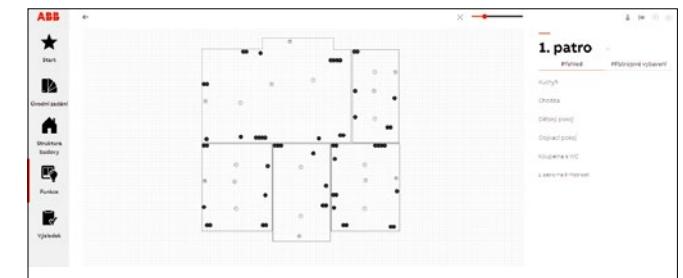 ABB
Start
Úvodní zadání
Struktura
budovy
Funkce
Výsledek
1. patro
Přehled
Přístrojové vybavení
Kuchyň
Chodba
Dětský pokoj
Obývací pokoj
Koupelna s WC